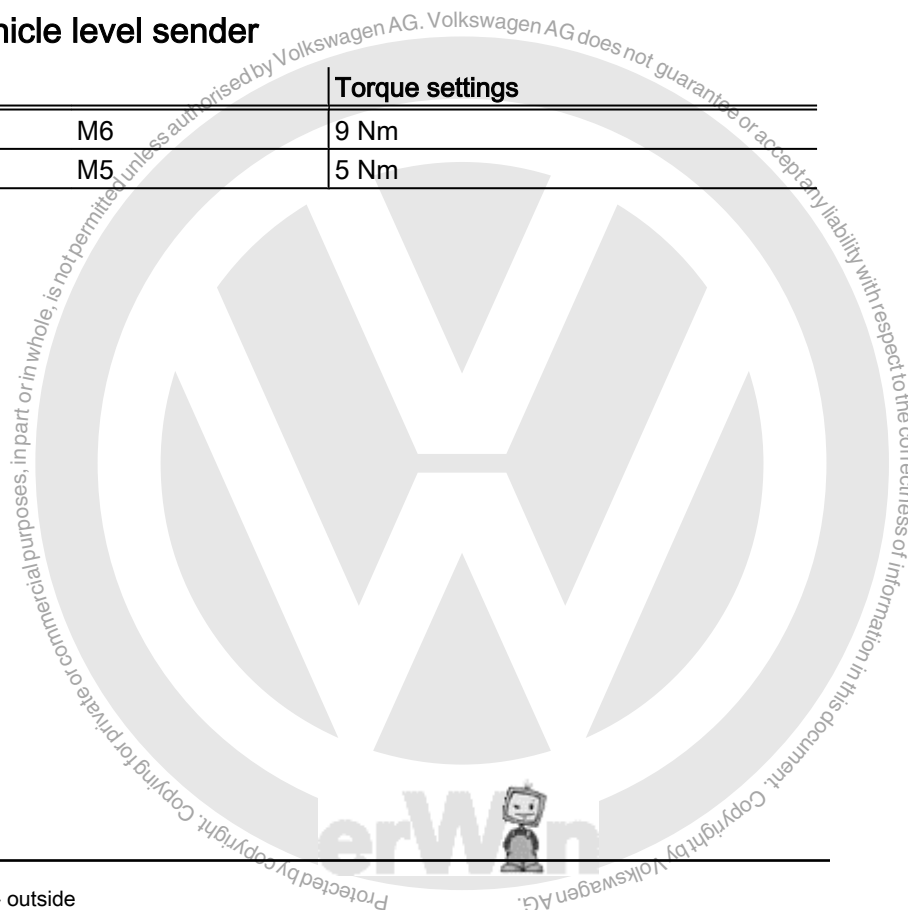 nicle level sender
Torque settings
M6 9 Nm
M5 5 Nm
Protected by copyright. Copying for private or commercial purposes, in part or in whole, is not permitted unless authorised by Volkswagen AG. Volkswagen AG does not guarantee or accept any liability with respect to the correctness of information in this document. Copyright by Volkswagen AG.
erWin
outside